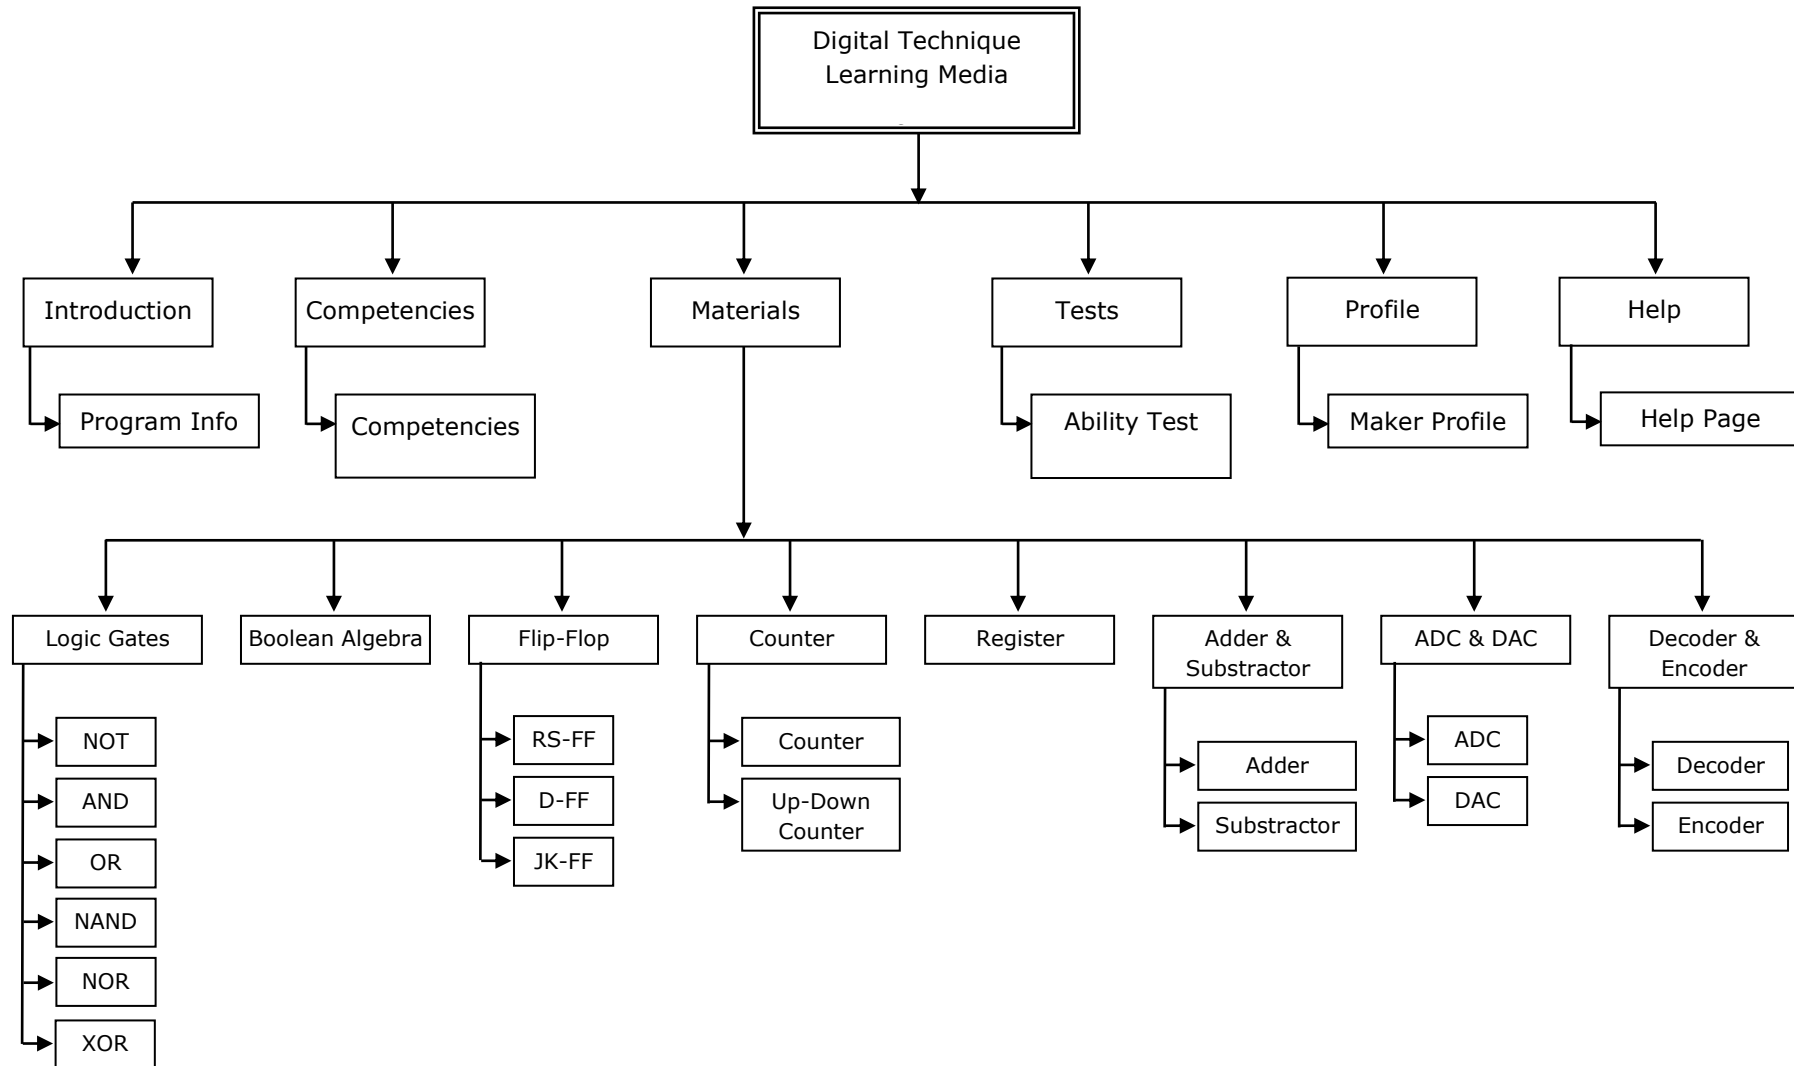 Digital Technique
Learning Media
Introduction
Competencies
Materials
Tests
Profile
Help
Program Info
Competencies
Ability Test
Maker Profile
Help Page
Logic Gates
Boolean Algebra
Flip-Flop
Counter
Register
Adder &
Substractor
ADC & DAC
Decoder &
Encoder
NOT
AND
OR
NAND
NOR
XOR
RS-FF
D-FF
JK-FF
Counter
Up-Down
Counter
Adder
Substractor
ADC
DAC
Decoder
Encoder